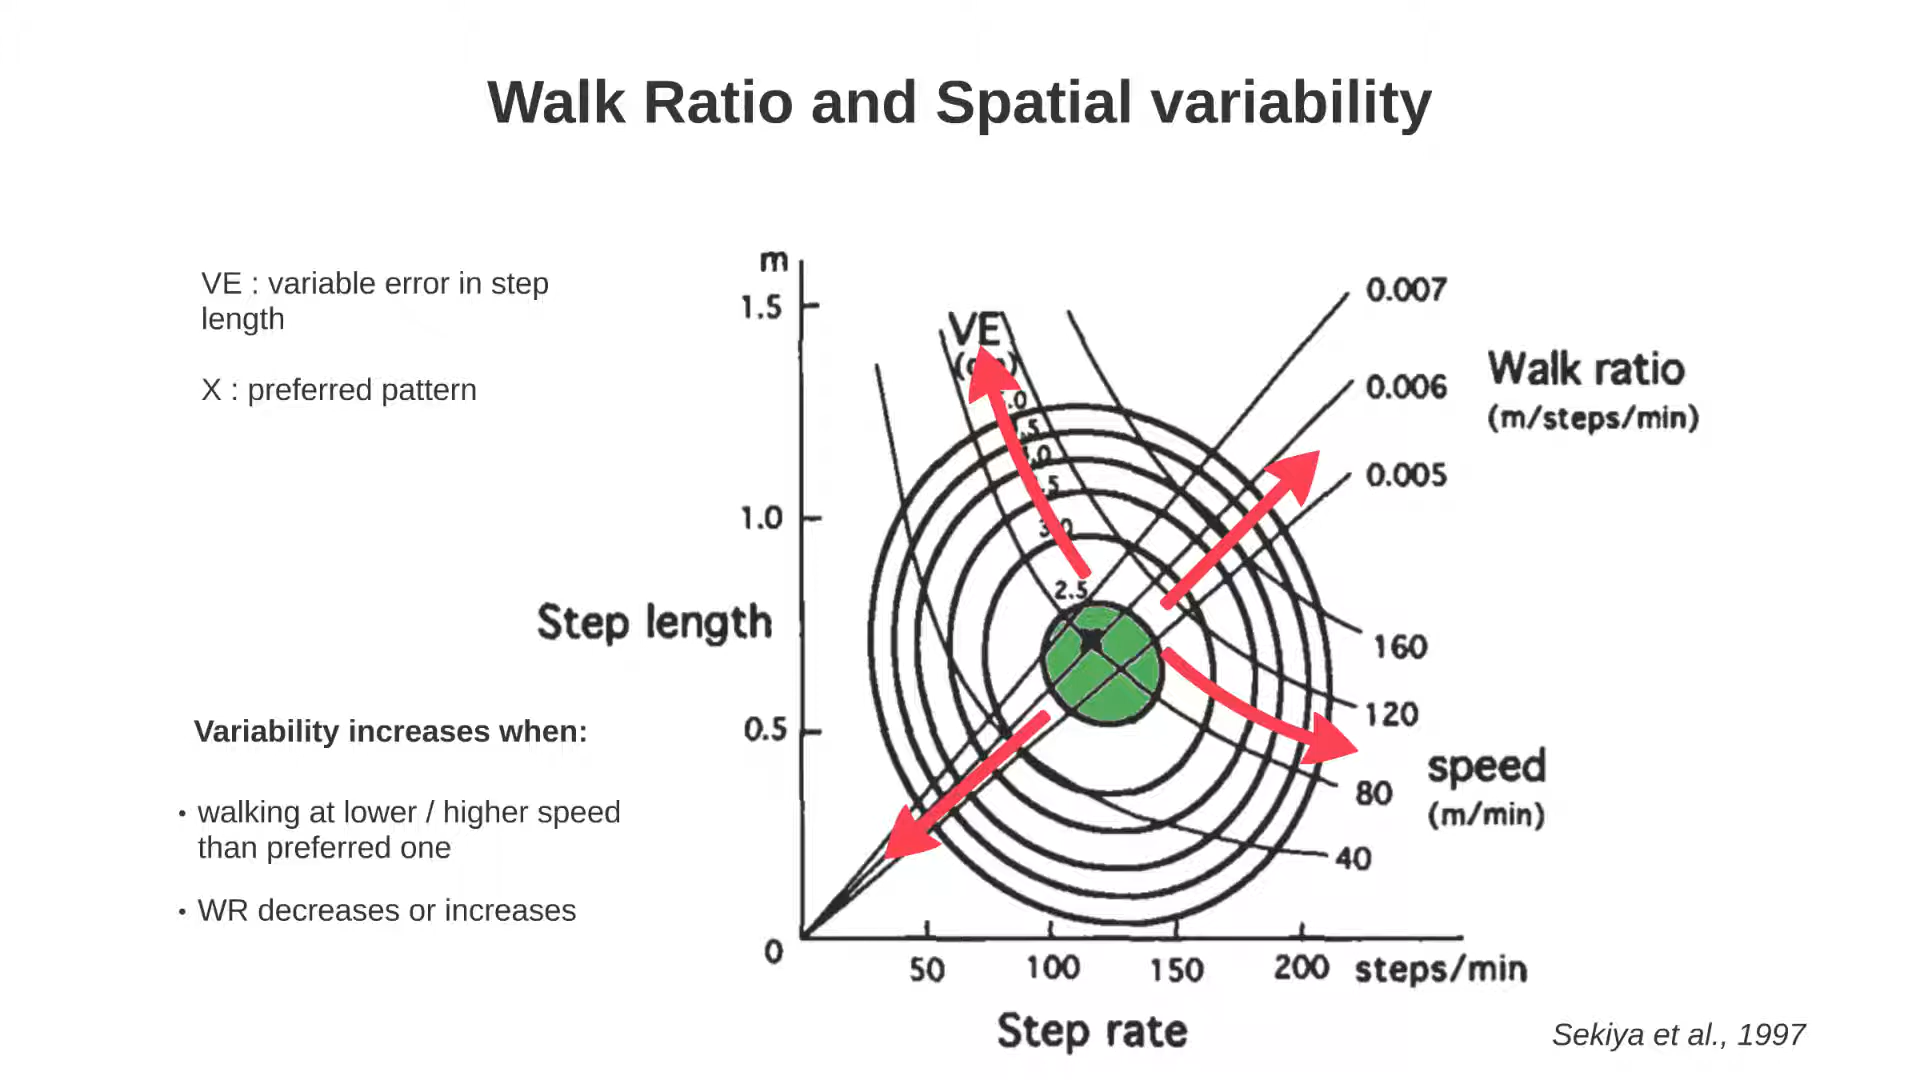 Walk Ratio and Spatial variability
VE : variable error in step
length
X : preferred pattern
Variability increases when:
• walking at lower / higher speed
than preferred one
• WR decreases or increases
m
1.5
1.0
Step length
0.5
0
VE
3.0
2.5
0.007
0.006
0.005
Walk ratio
(m/steps/min)
160
120
80
40
speed
(m/min)
50 100 150 200 steps/min
Step rate
Sekiya et al., 1997